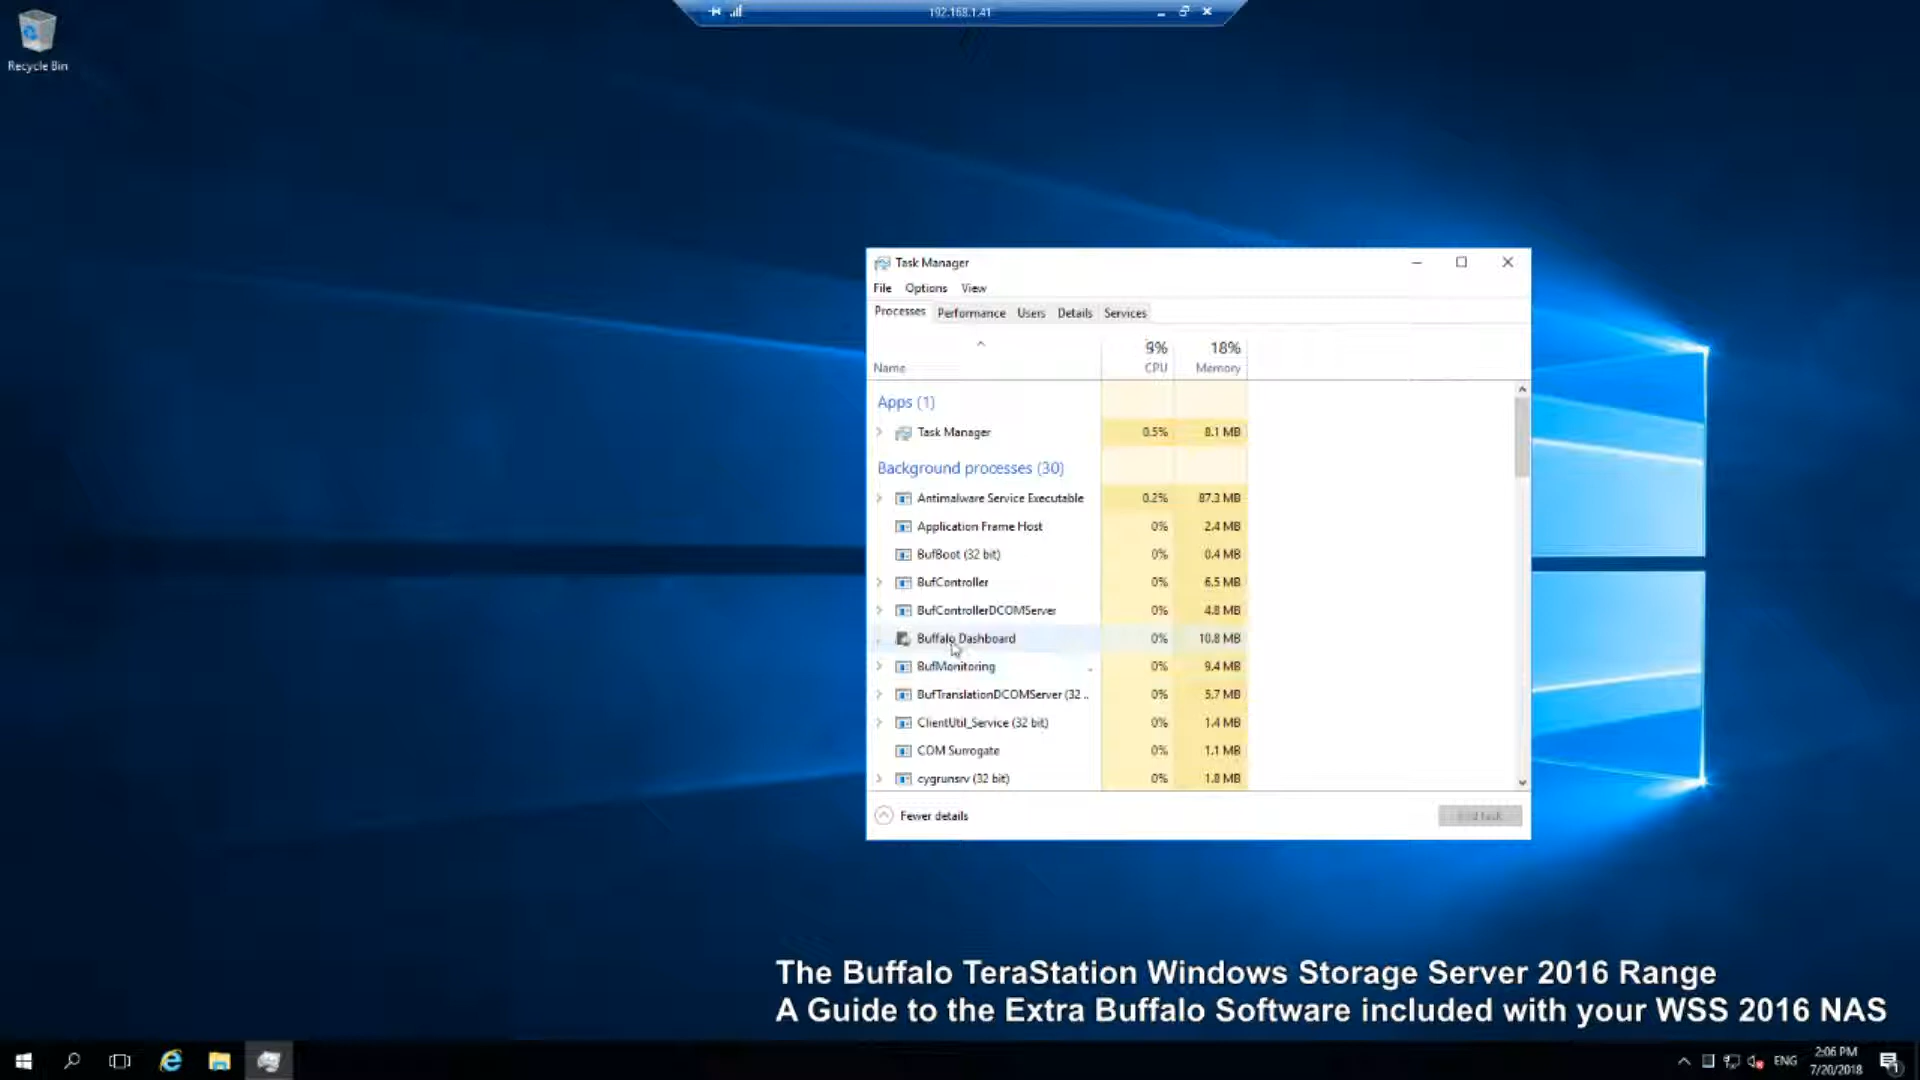 192.168.1.41
Recycle Bin
Task Manager
File Options View
Processes Performance Users Details Services
9% 18%
Name CPU Memory
Apps (1)
Task Manager 0.5% 8.1 MB
Background processes (30)
Antimalware Service Executable 0.2% 87.3 MB
Application Frame Host 0% 2.4 MB
BufBoot (32 bit) 0% 0.4 MB
BufController 0% 6.5 MB
BufControllerDCOMServer 0% 4.8 MB
Buffalo Dashboard 0% 10.8 MB
BufMonitoring 0% 9.4 MB
BufTranslationDCOMServer (32 .. 0% 5.7 MB
ClientUtil_Service (32 bit) 0% 1.4 MB
COM Surrogate 0% 1.1 MB
cygrunsrv (32 bit) 0% 1.8 MB
Fewer details End task
The Buffalo TeraStation Windows Storage Server 2016 Range
A Guide to the Extra Buffalo Software included with your WSS 2016 NAS
ENG 2:06 PM
7/20/2018 1